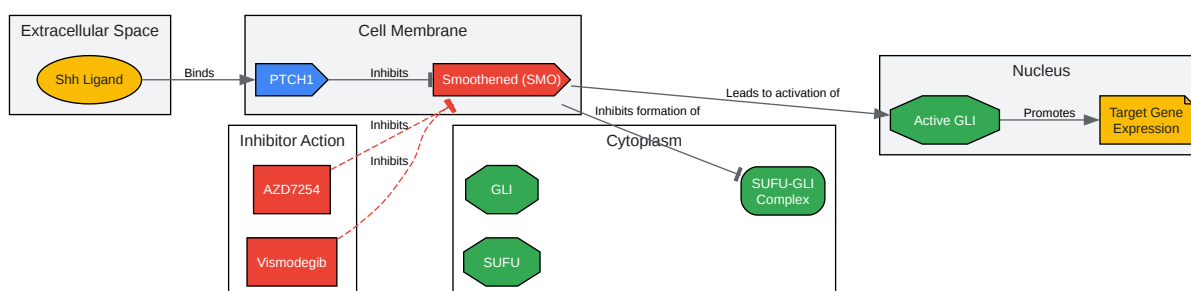 Extracellular Space
Shh Ligand
Binds
Cell Membrane
PTCH1
Inhibits
Smoothened (SMO)
Leads to activation of
Inhibits formation of
Nucleus
Active GLI
Promotes
Target Gene
Expression
Inhibitor Action
Inhibits
AZD7254
Inhibits
Vismodegib
Cytoplasm
GLI
SUFU-GLI
Complex
SUFU